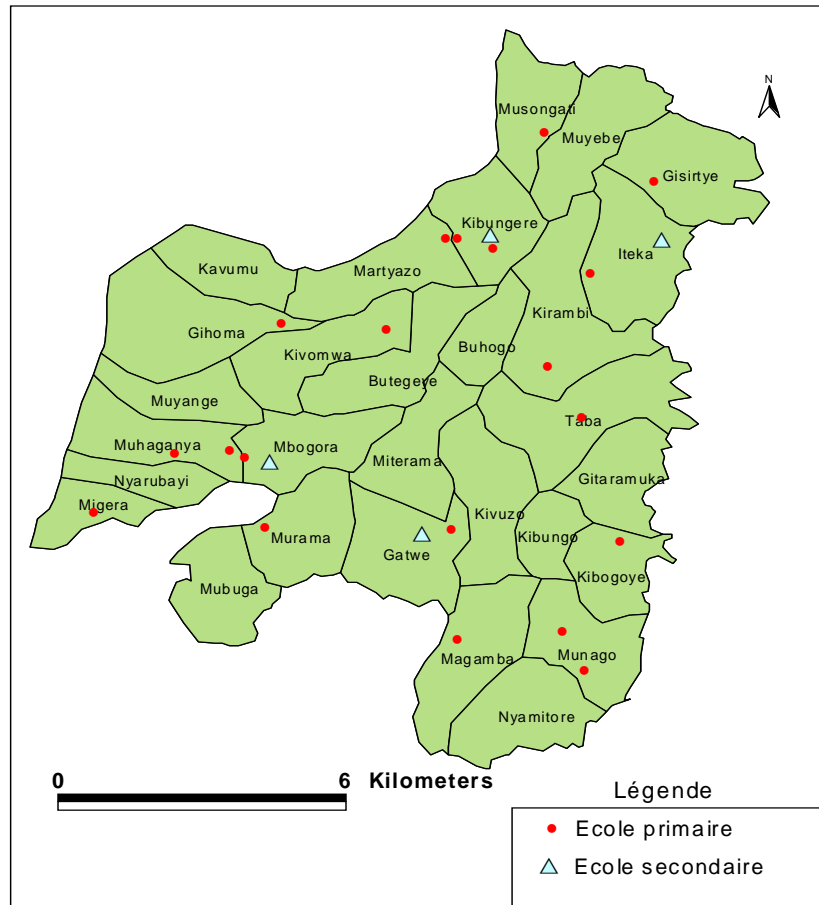 N
Musongati
Muyebe
Gisirtye
Kibungere
Iteka
Kavumu
Martyazo
Kirambi
Gihoma
Kivomwa
Buhogo
Butegeye
Muyange
Taba
Muhaganya
Mbogora
Miterama
Gitaramuka
Nyarubayi
Kivuzo
Migera
Murama
Gatwe
Kibungo
Kibogoye
Mubuga
Magamba
Munago
Nyamitore
0 6 Kilometers
Légende
Ecole primaire
Ecole secondaire